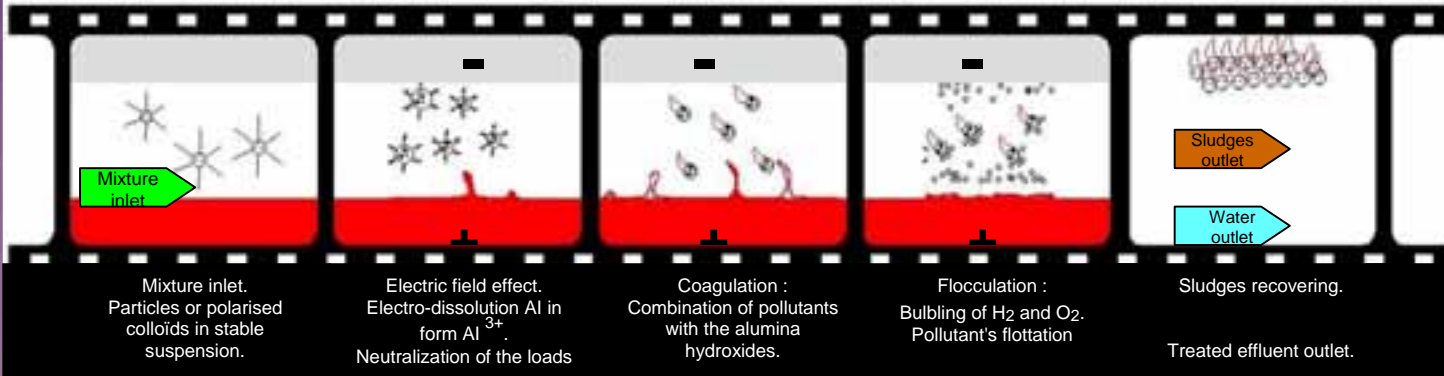 Mixture
inlet
Sludges
outlet
Water
outlet
Mixture inlet.
Particles or polarised
colloïds in stable
suspension.
Electric field effect.
Electro-dissolution Al in
form Al 3+.
Neutralization of the loads
Coagulation :
Combination of pollutants
with the alumina
hydroxides.
Flocculation :
Bulbling of H2 and O2.
Pollutant's flottation
Sludges recovering.
Treated effluent outlet.